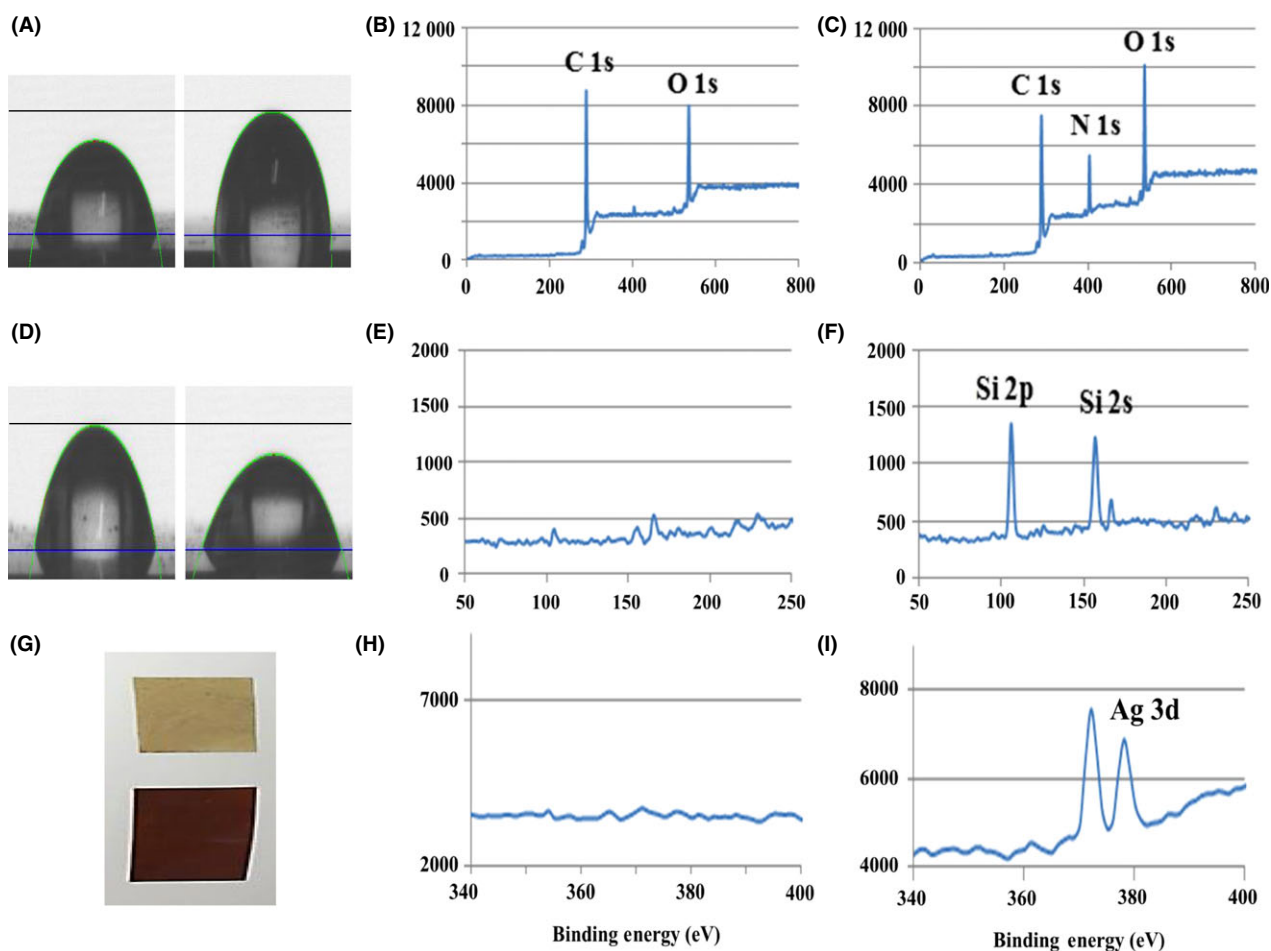 (A)
(B)
12 000
8000
4000
0
C 1s
O 1s
0 200 400 600 800
(C)
12 000
8000
4000
0
C 1s
N 1s
O 1s
0 200 400 600 800
(D)
(E)
2000
1500
1000
500
0
50 100 150 200 250
(F)
2000
1500
1000
500
0
Si 2p
Si 2s
50 100 150 200 250
(G)
(H)
7000
2000
340 360 380 400
Binding energy (eV)
(I)
8000
6000
4000
Ag 3d
340 360 380 400
Binding energy (eV)